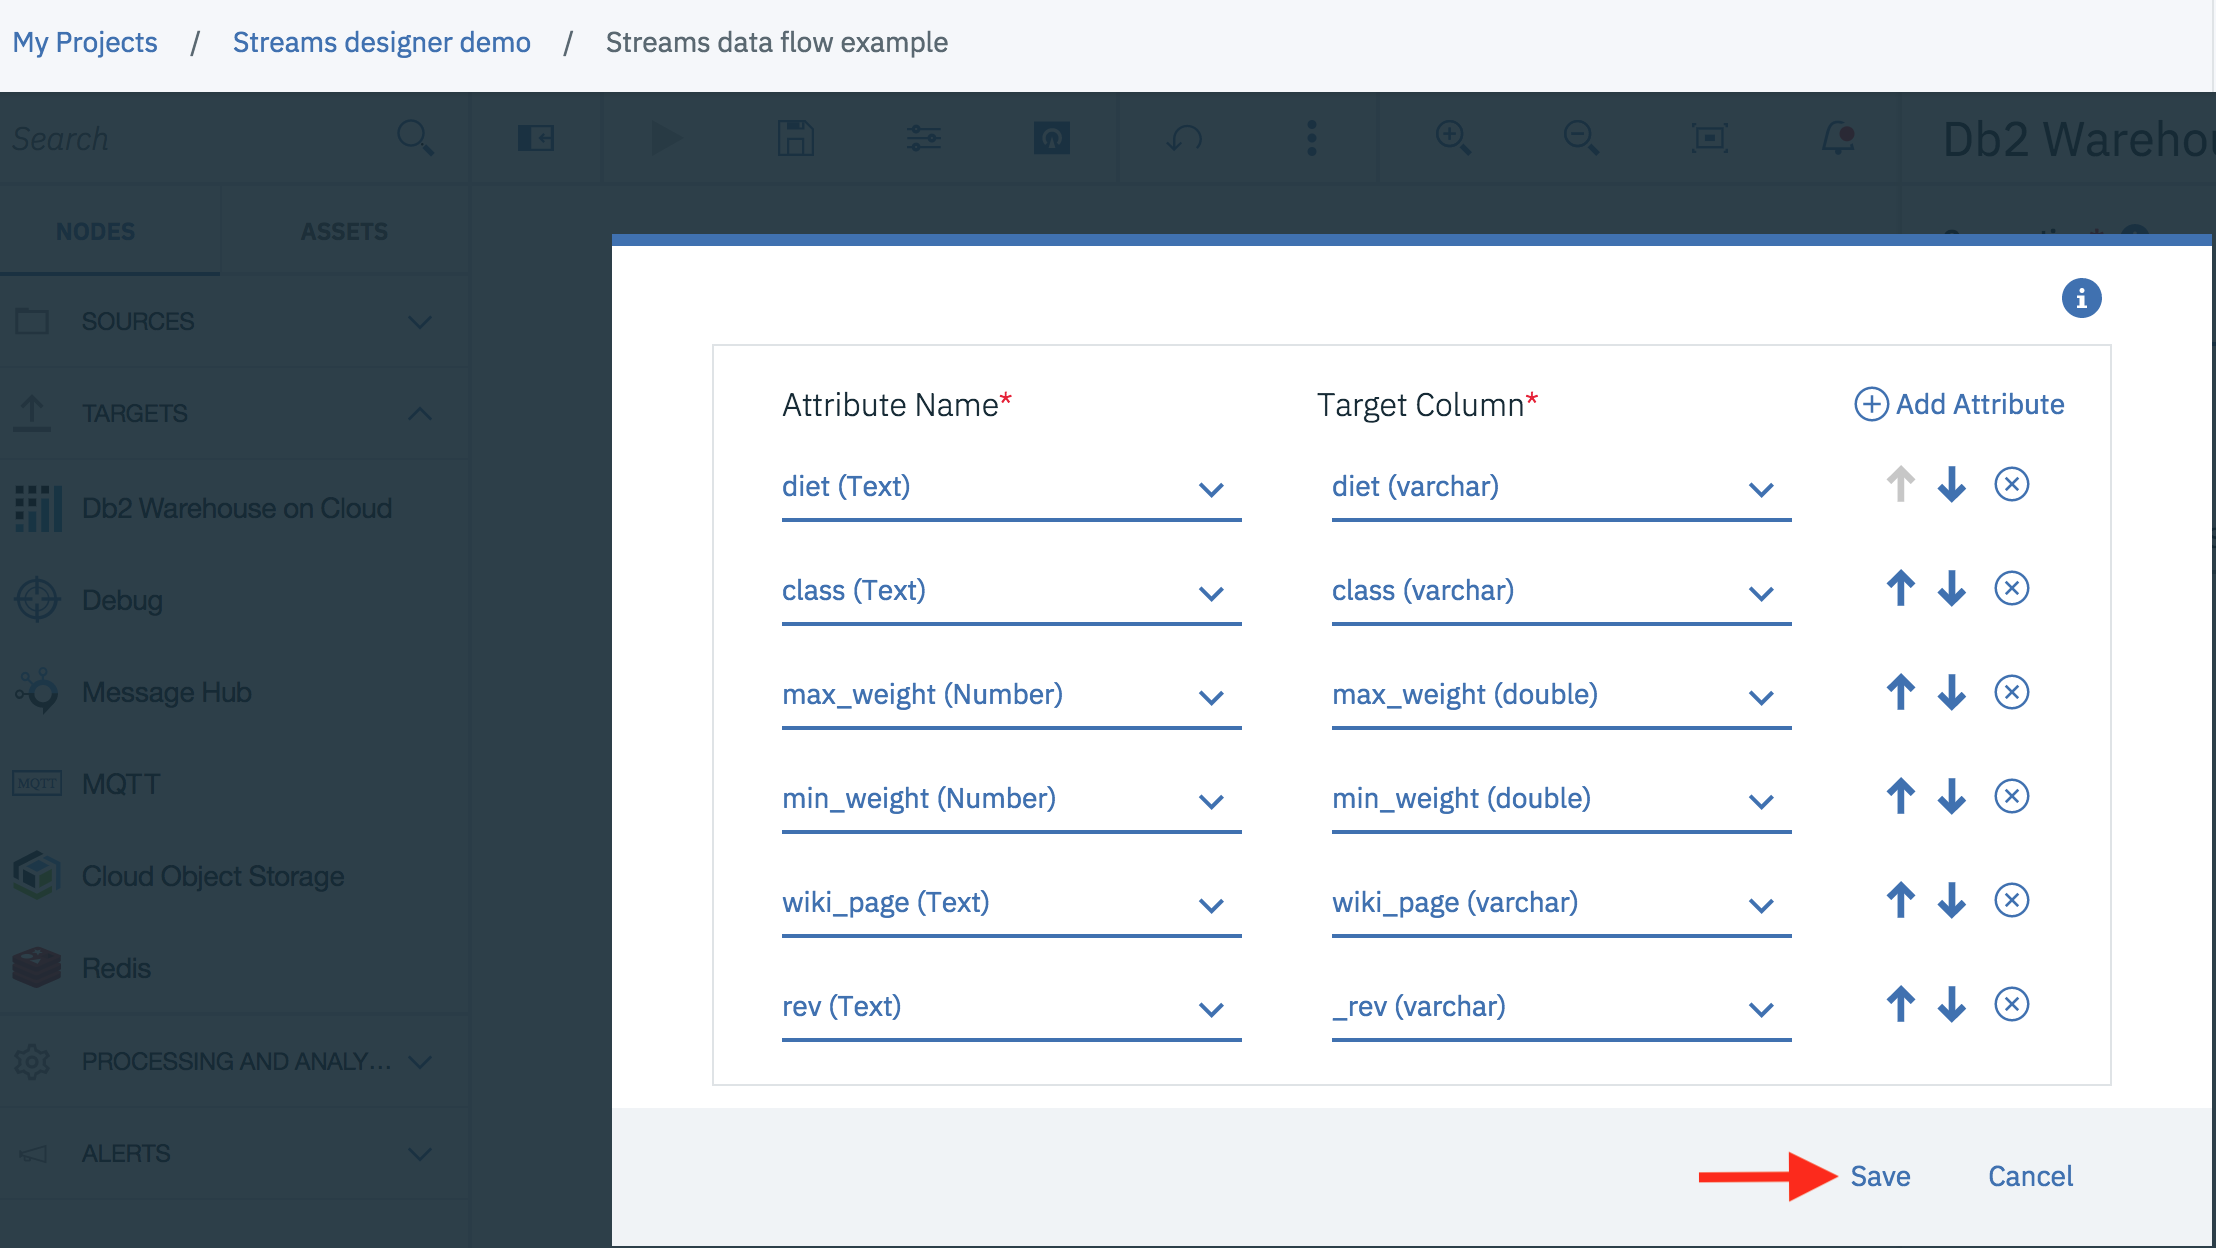 My Projects / Streams designer demo / Streams data flow example
Search
Db2 Wareho
NODES ASSETS
SOURCES
TARGETS
Db2 Warehouse on Cloud
Debug
Message Hub
MQTT MQTT
Cloud Object Storage
Redis
PROCESSING AND ANALY...
ALERTS
i
Attribute Name* Target Column* Add Attribute
diet (Text) diet (varchar)
class (Text) class (varchar)
max_weight (Number) max_weight (double)
min_weight (Number) min_weight (double)
wiki_page (Text) wiki_page (varchar)
rev (Text) _rev (varchar)
Save Cancel